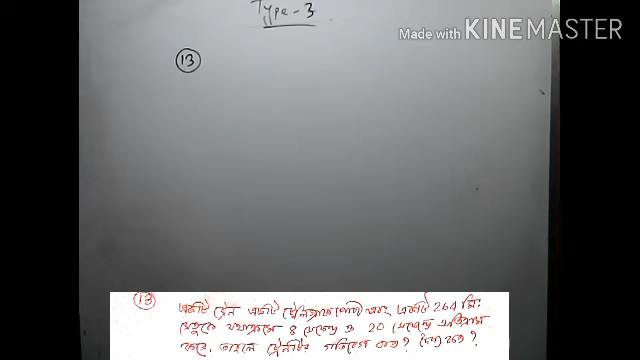 Type-3
Made with KINEMASTER
13
13 একটি ট্রেন একটি টেলিগ্রাফপোস্ট এবং একটি 264 মি:
সেতুকে যথাক্রমে 8 সেকেন্ড ও 20 সেকেন্ডে অতিক্রম
করে, তাহলে ট্রেনটির গতিবেগ কত? দৈর্ঘ্য কত?